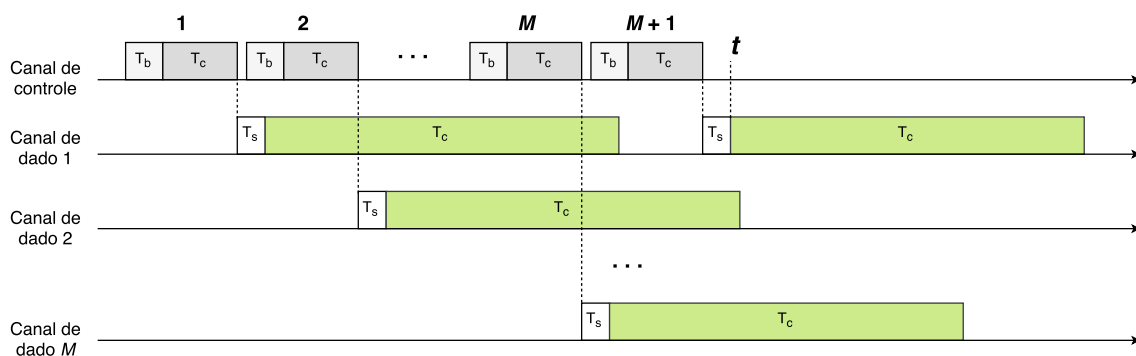 1 2 M M + 1
t
T_b T_c T_b T_c . . . T_b T_c T_b T_c
Canal de
controle
T_s T_c T_s T_c
Canal de
dado 1
T_s T_c
Canal de
dado 2
. . .
T_s T_c
Canal de
dado M